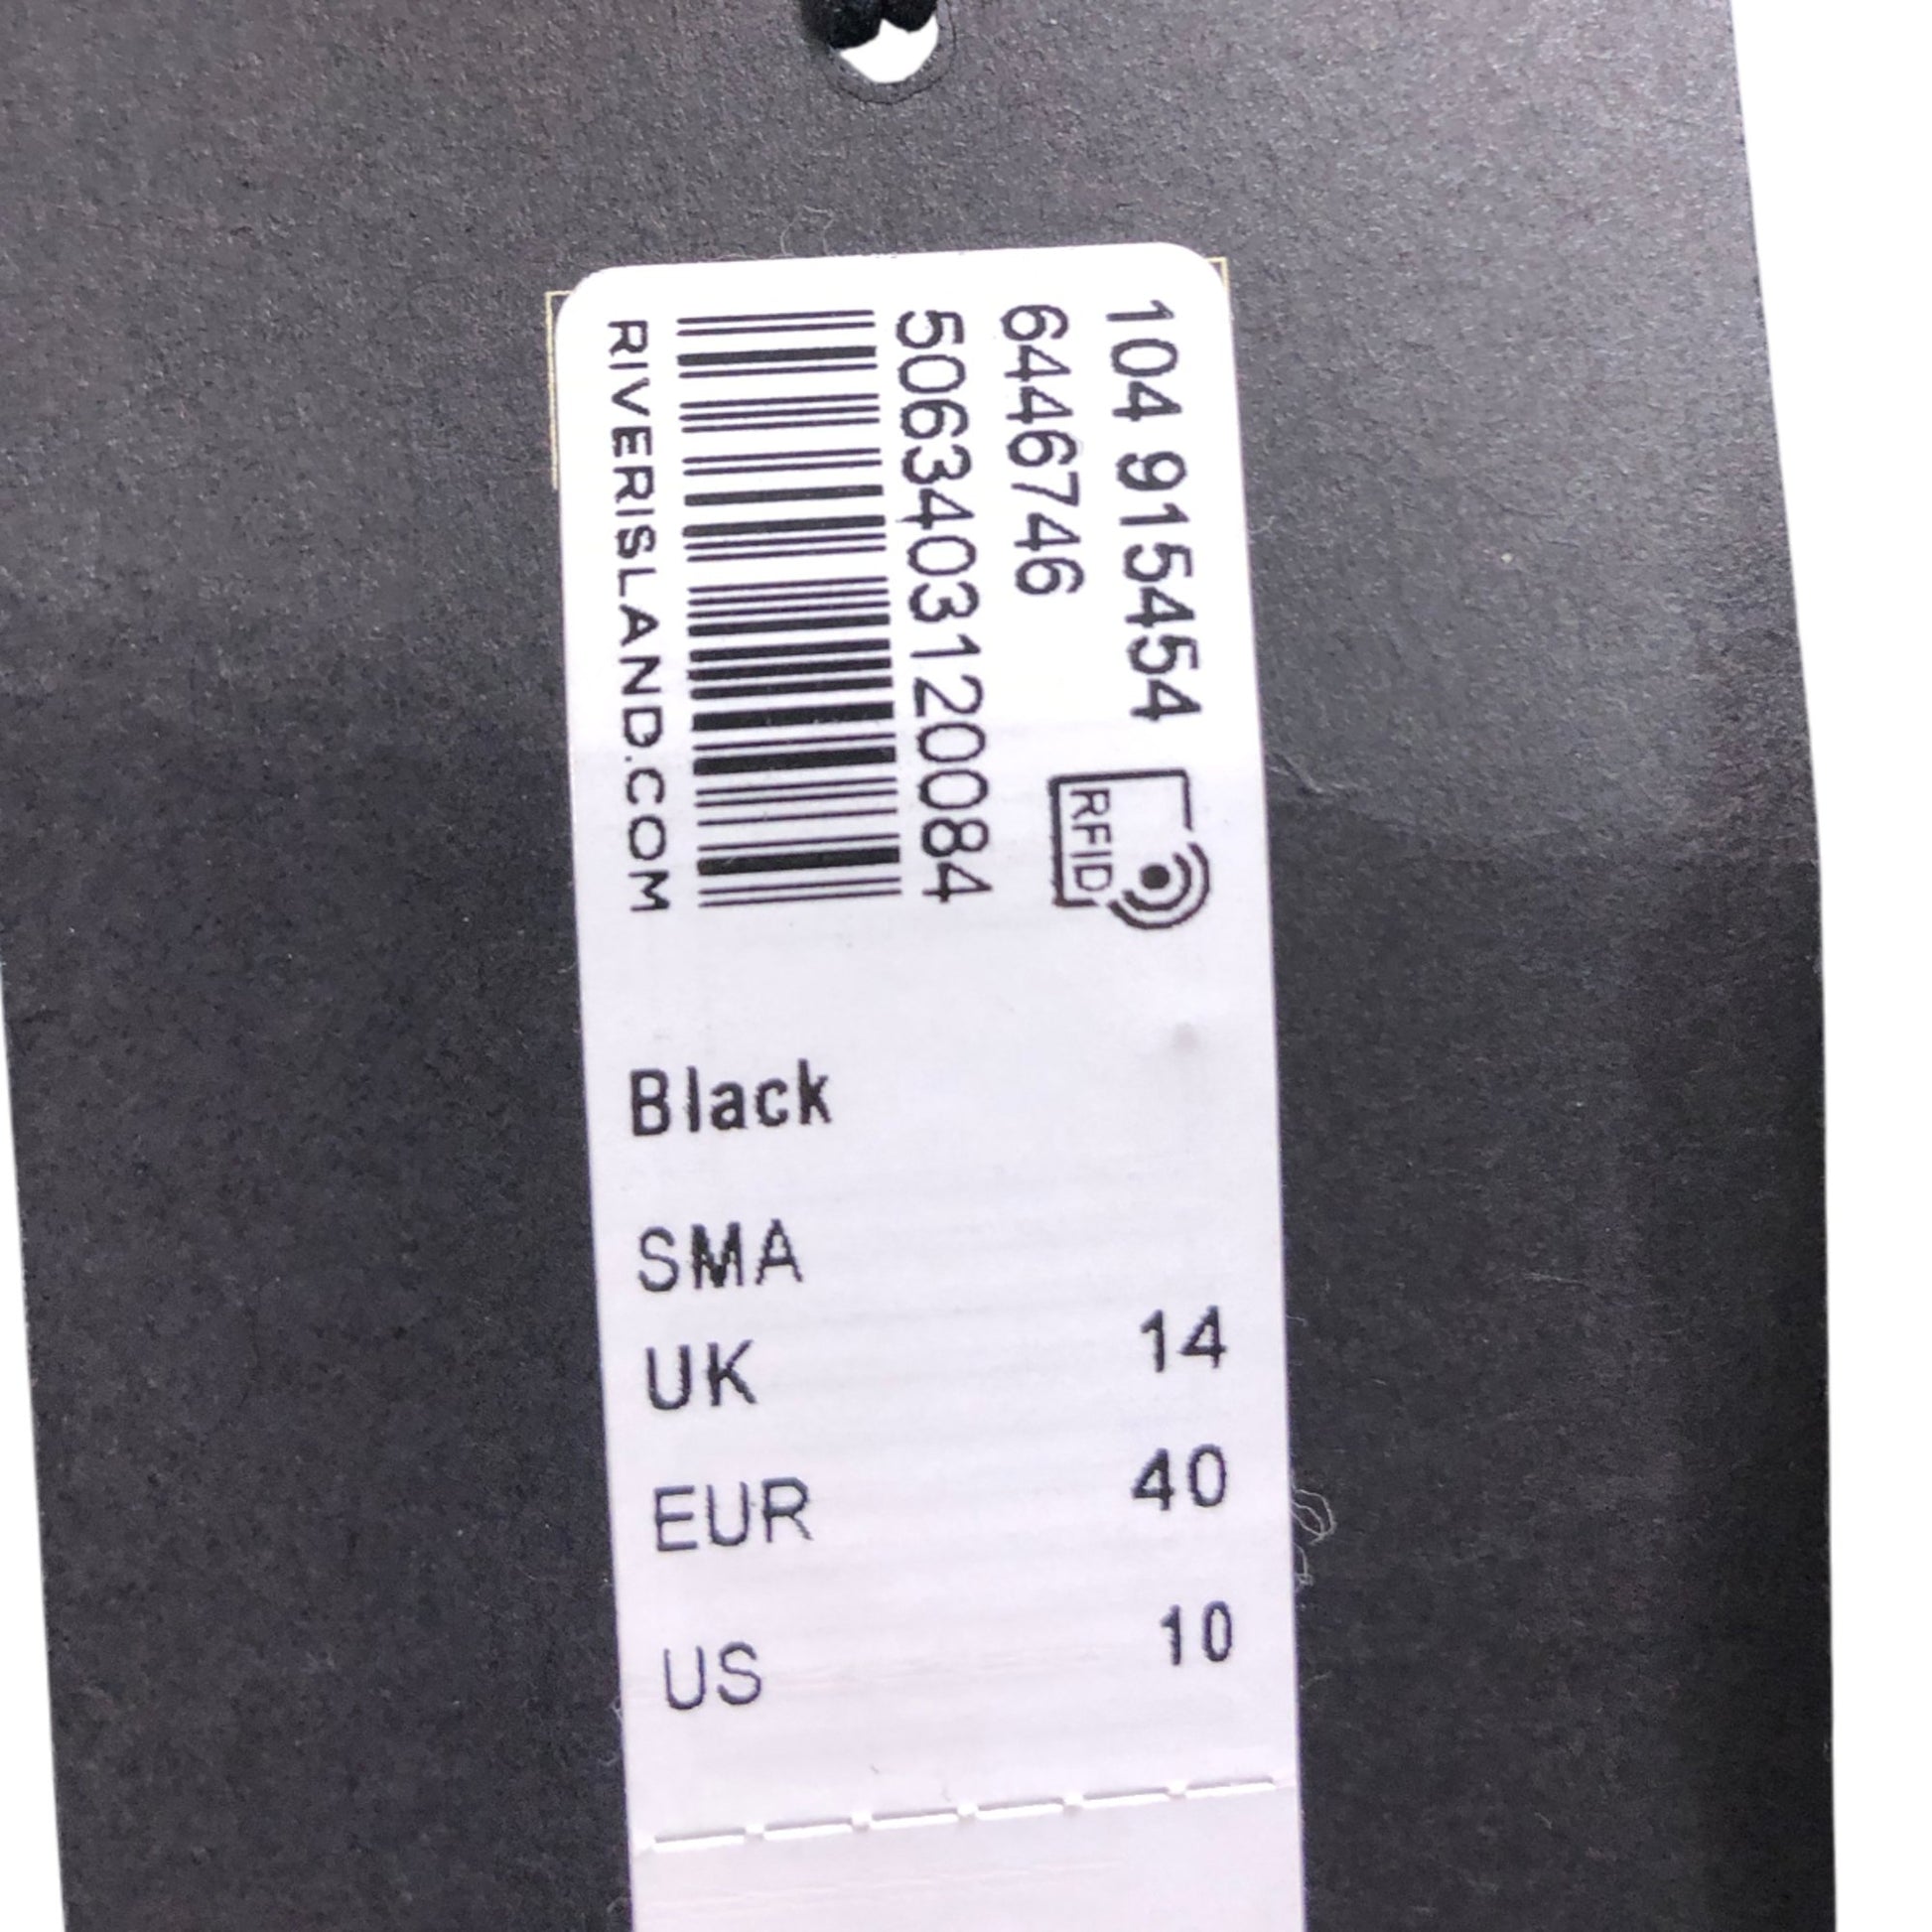 104 915454
6446746
RFID
5063403120084
RIVERISLAND.COM
Black
SMA
UK 14
EUR 40
US 10